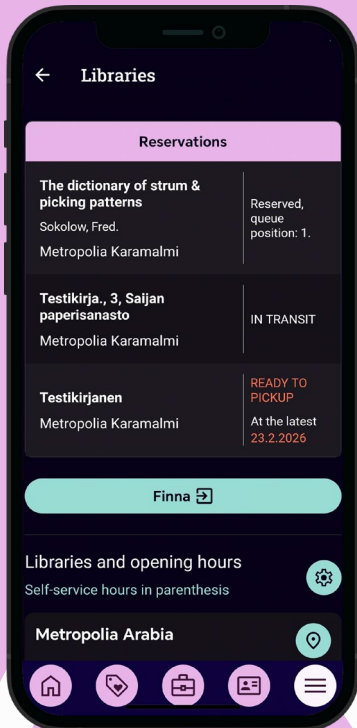 Libraries
Reservations
The dictionary of strum &
picking patterns
Sokolow, Fred.
Metropolia Karamalmi
Reserved,
queue
position: 1.
Testikirja., 3, Saijan
paperisanasto
Metropolia Karamalmi
IN TRANSIT
Testikirjanen
Metropolia Karamalmi
READY TO
PICKUP
At the latest
23.2.2026
Finna
Libraries and opening hours
Self-service hours in parenthesis
Metropolia Arabia